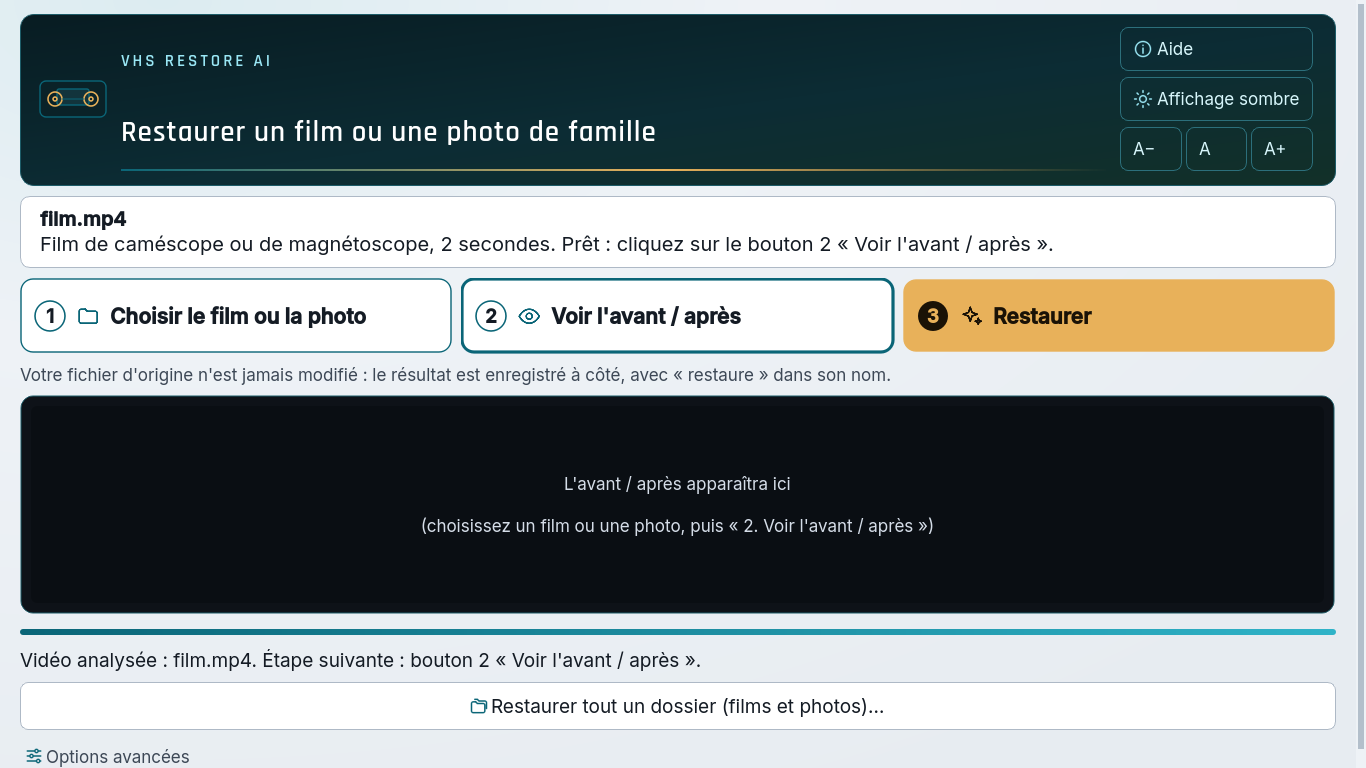 VHS RESTORE AI
Restaurer un film ou une photo de famille
Aide
Affichage sombre
A− A A+
film.mp4
Film de caméscope ou de magnétoscope, 2 secondes. Prêt : cliquez sur le bouton 2 « Voir l'avant / après ».
1 Choisir le film ou la photo
2 Voir l'avant / après
3 Restaurer
Votre fichier d'origine n'est jamais modifié : le résultat est enregistré à côté, avec « restaure » dans son nom.
L'avant / après apparaîtra ici
(choisissez un film ou une photo, puis « 2. Voir l'avant / après »)
Vidéo analysée : film.mp4. Étape suivante : bouton 2 « Voir l'avant / après ».
Restaurer tout un dossier (films et photos)...
Options avancées